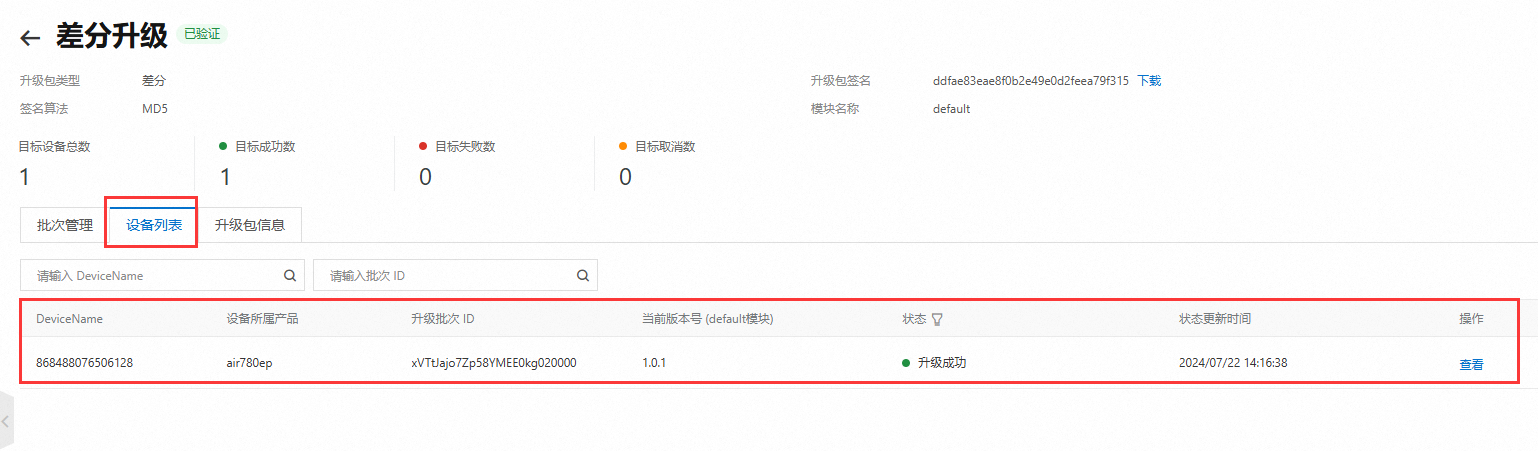 差分升级 已验证
升级包类型 差分 升级包签名 ddfae83eae8f0b2e49e0d2feea79f315 下载
签名算法 MD5 模块名称 default
目标设备总数 目标成功数 目标失败数 目标取消数
1 1 0 0
批次管理 设备列表 升级包信息
请输入 DeviceName 请输入批次 ID
DeviceName 设备所属产品 升级批次 ID 当前版本号 (default模块) 状态 状态更新时间 操作
868488076506128 air780ep xVTtJajo7Zp58YMEE0kg020000 1.0.1 升级成功 2024/07/22 14:16:38 查看